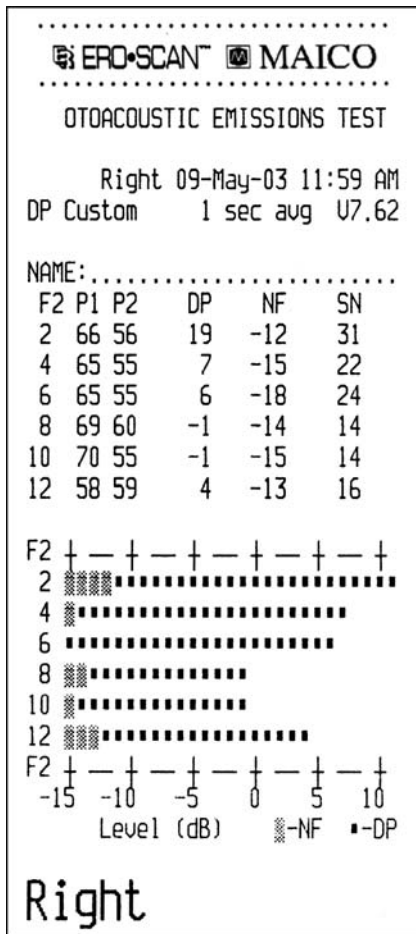 ERO•SCAN™ MAICO
OTOACOUSTIC EMISSIONS TEST
Right 09-May-03 11:59 AM
DP Custom 1 sec avg V7.62
NAME:..........................
F2 P1 P2 DP NF SN
2 66 56 19 -12 31
4 65 55 7 -15 22
6 65 55 6 -18 24
8 69 60 -1 -14 14
10 70 55 -1 -15 14
12 58 59 4 -13 16
F2
2
4
6
8
10
12
F2
-15 -10 -5 0 5 10
Level (dB) -NF -DP
Right